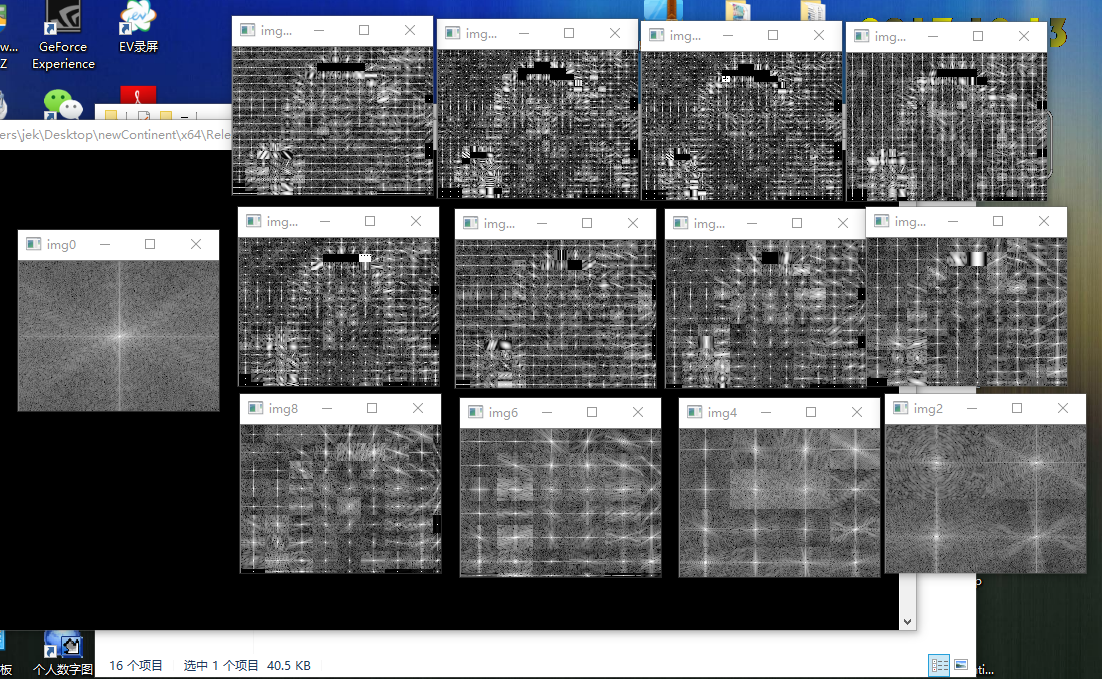 GeForce
Experience
EV录屏
ers\jek\Desktop\newContinent\x64\Rele
img...
img...
img...
img...
img0
img...
img...
img...
img...
img8
img6
img4
img2
个人数字图
板
16 个项目 选中 1 个项目 40.5 KB